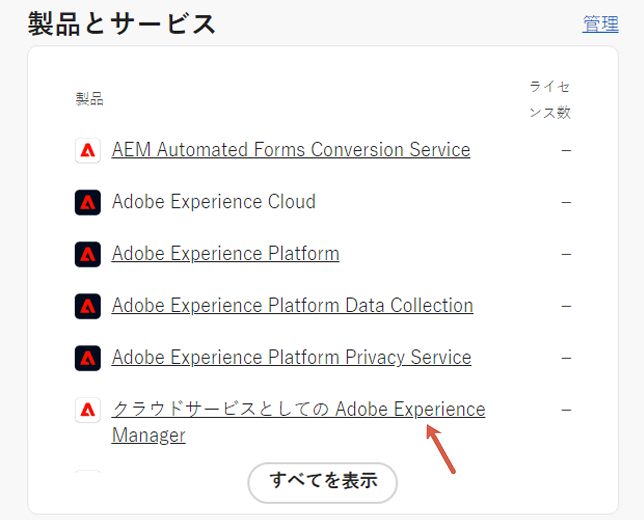 製品とサービス
管理
製品
ライセ
ンス数
AEM Automated Forms Conversion Service –
Adobe Experience Cloud –
Adobe Experience Platform –
Adobe Experience Platform Data Collection –
Adobe Experience Platform Privacy Service –
クラウドサービスとしての Adobe Experience –
Manager
すべてを表示